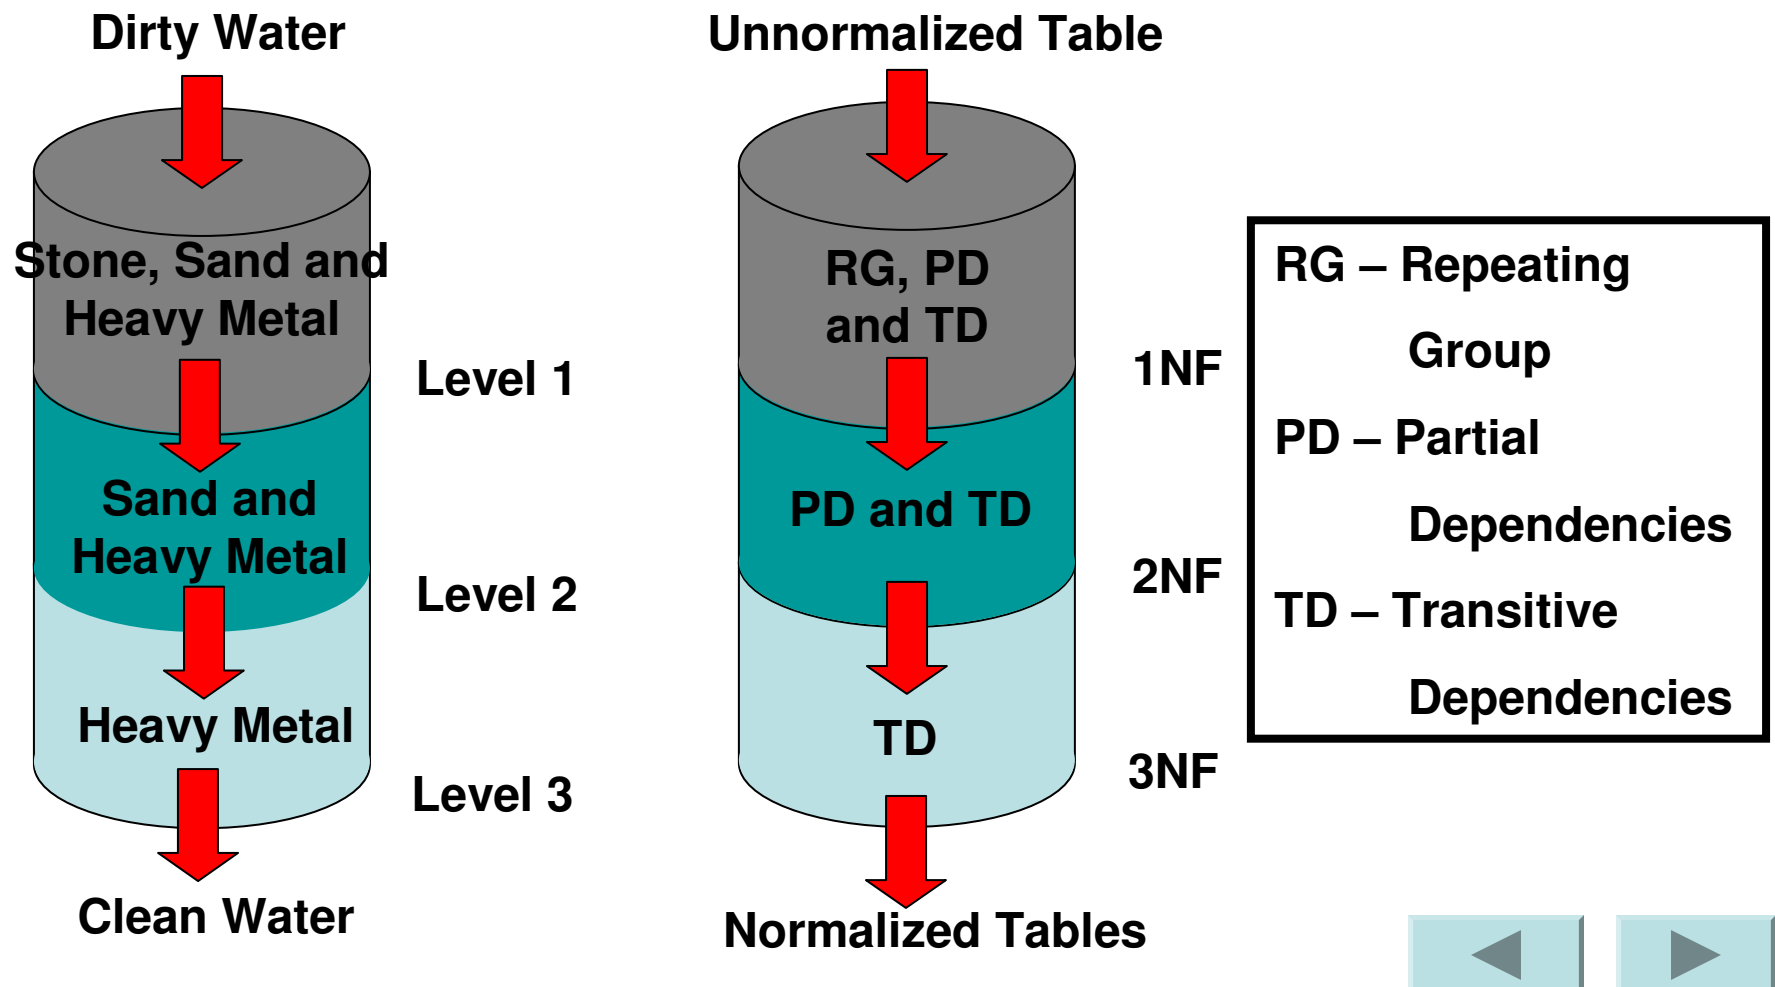 Dirty Water
Stone, Sand and
Heavy Metal
Level 1
Sand and
Heavy Metal
Level 2
Heavy Metal
Level 3
Clean Water
Unnormalized Table
RG, PD
and TD
1NF
PD and TD
2NF
TD
3NF
Normalized Tables
RG – Repeating
Group
PD – Partial
Dependencies
TD – Transitive
Dependencies